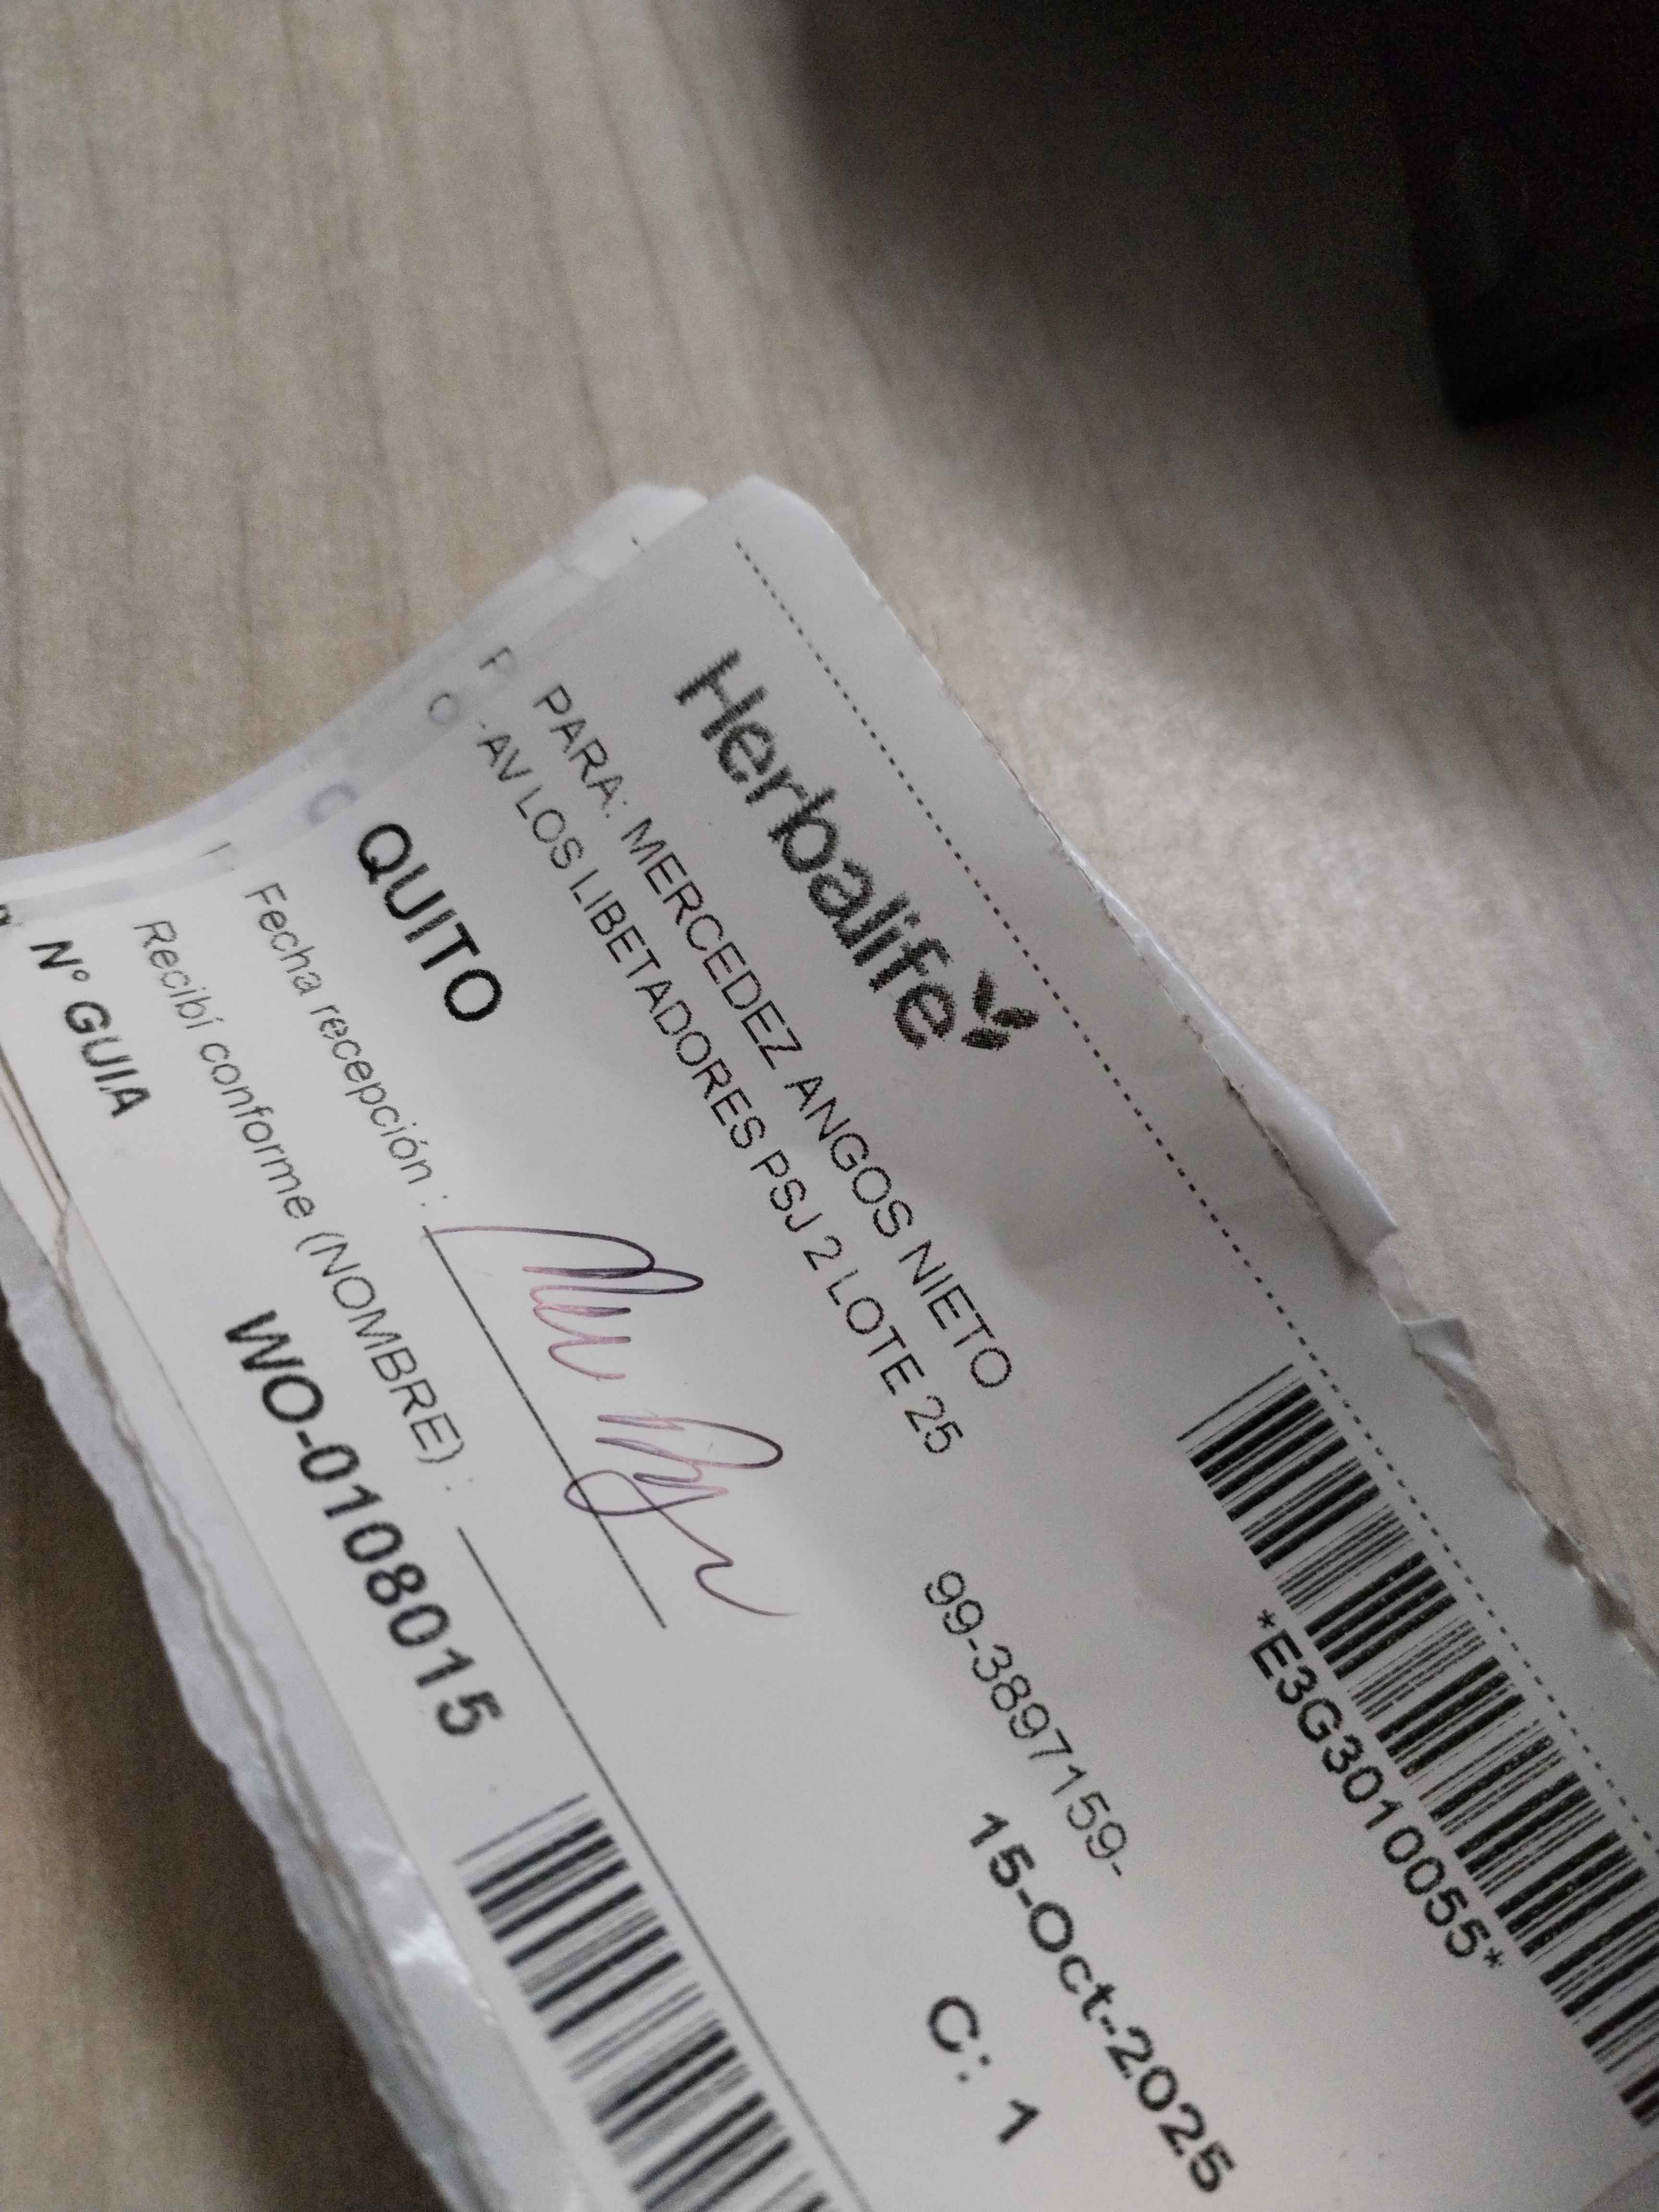 Herbalife
*E3G3010055*
PARA: MERCEDEZ ANGOS NIETO
-AV LOS LIBETADORES PSJ 2 LOTE 25
99-3897159-
15-Oct-2025
QUITO
C: 1
Fecha recepción :
Recibí conforme (NOMBRE) :
N° GUIA
WO-0108015